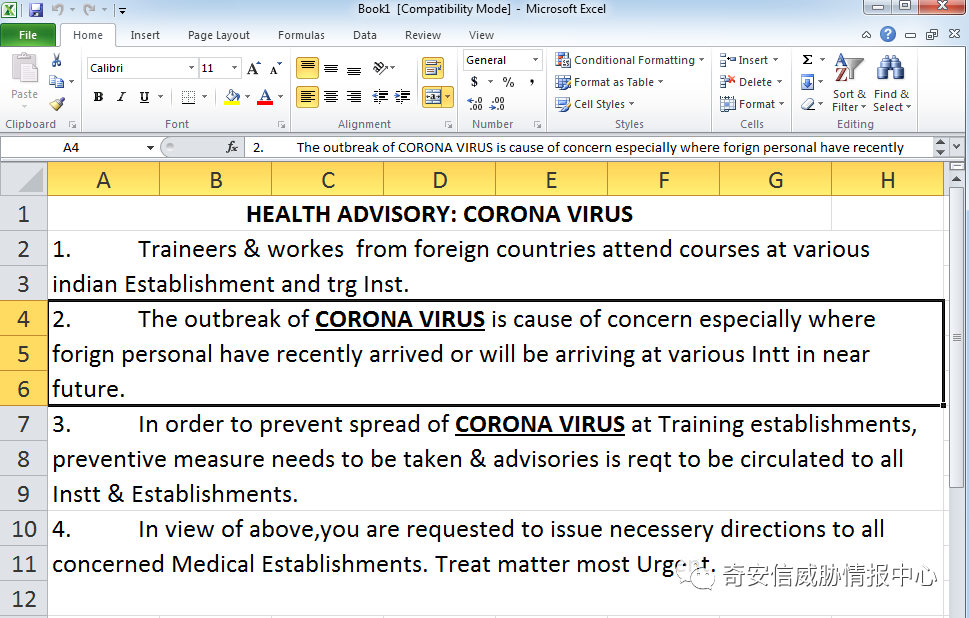 Book1 [Compatibility Mode] - Microsoft Excel
File Home Insert Page Layout Formulas Data Review View
Calibri 11 General Conditional Formatting Insert Σ
Paste B I U $ % , Format as Table Delete Sort & Filter Find & Select
Cell Styles Format
Clipboard Font Alignment Number Styles Cells Editing
A4 fx 2. The outbreak of CORONA VIRUS is cause of concern especially where forign personal have recently
A B C D E F G H
1 HEALTH ADVISORY: CORONA VIRUS
2 1. Traineers & workes from foreign countries attend courses at various
3 indian Establishment and trg Inst.
4 2. The outbreak of CORONA VIRUS is cause of concern especially where
5 forign personal have recently arrived or will be arriving at various Intt in near
6 future.
7 3. In order to prevent spread of CORONA VIRUS at Training establishments,
8 preventive measure needs to be taken & advisories is reqt to be circulated to all
9 Instt & Establishments.
10 4. In view of above,you are requested to issue necessery directions to all
11 concerned Medical Establishments. Treat matter most Urgent.
12
奇安信威胁情报中心